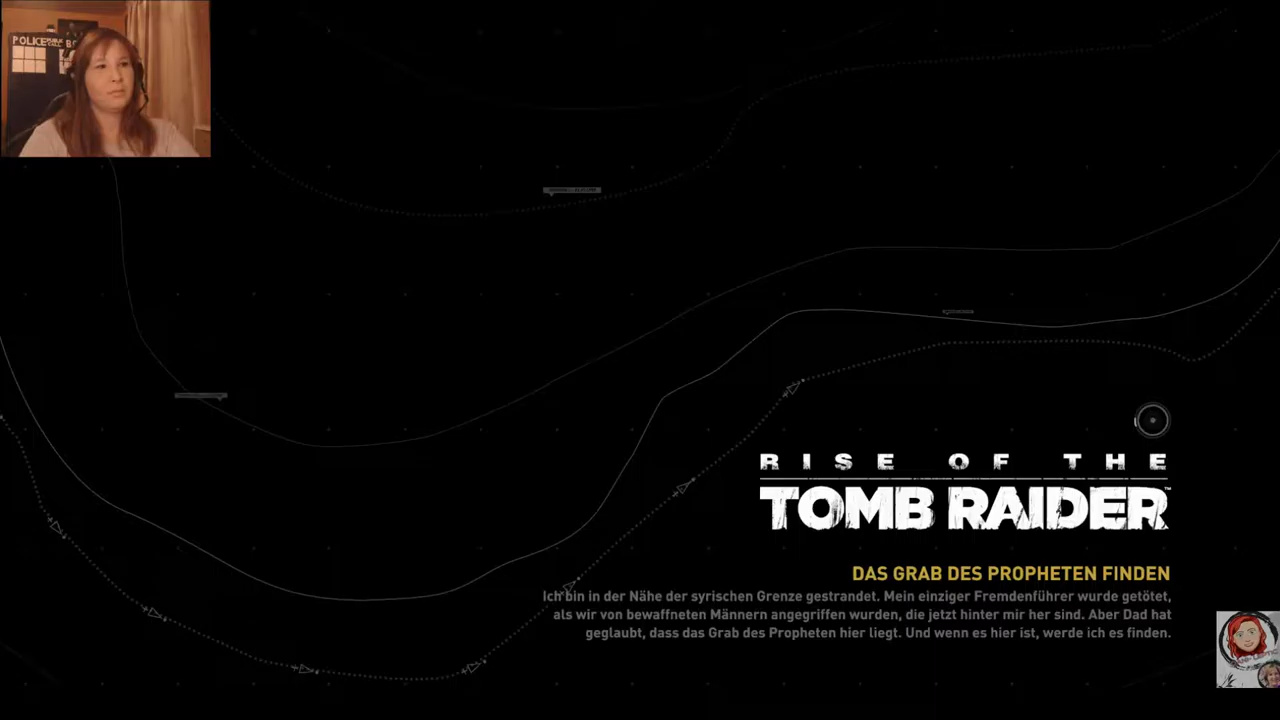 POLICE
RISE OF THE
TOMB RAIDER™
DAS GRAB DES PROPHETEN FINDEN
Ich bin in der Nähe der syrischen Grenze gestrandet. Mein einziger Fremdenführer wurde getötet,
als wir von bewaffneten Männern angegriffen wurden, die jetzt hinter mir her sind. Aber Dad hat
geglaubt, dass das Grab des Propheten hier liegt. Und wenn es hier ist, werde ich es finden.